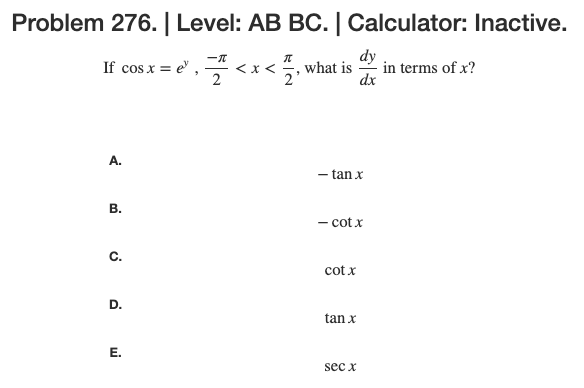 Problem 276. | Level: AB BC. | Calculator: Inactive.
If cos x = e^y , −π/2 < x < π/2, what is dy/dx in terms of x?
A.
− tan x
B.
− cot x
C.
cot x
D.
tan x
E.
sec x